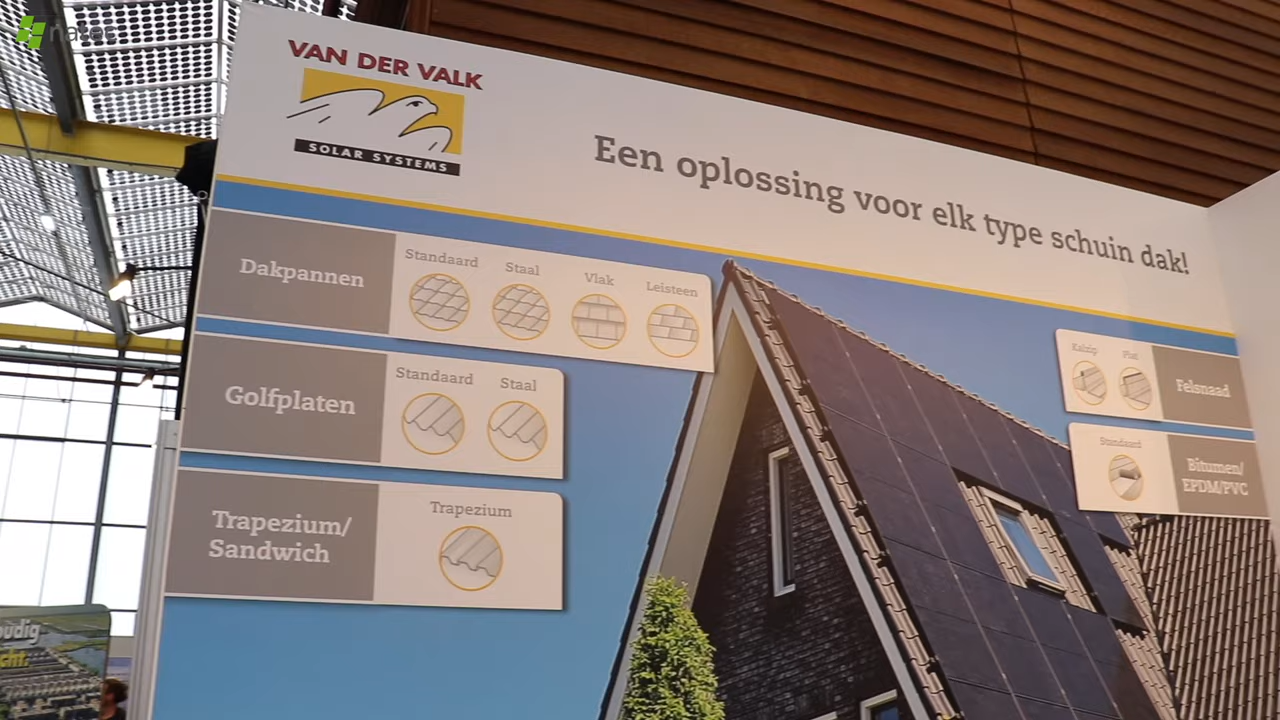 natec
VAN DER VALK
SOLAR SYSTEMS
Een oplossing voor elk type schuin dak!
Dakpannen
Standaard
Staal
Vlak
Leisteen
Golfplaten
Standaard
Staal
Trapezium/
Sandwich
Trapezium
Kalzip
Plat
Felsnaad
Standaard
Bitumen/
EPDM/PVC